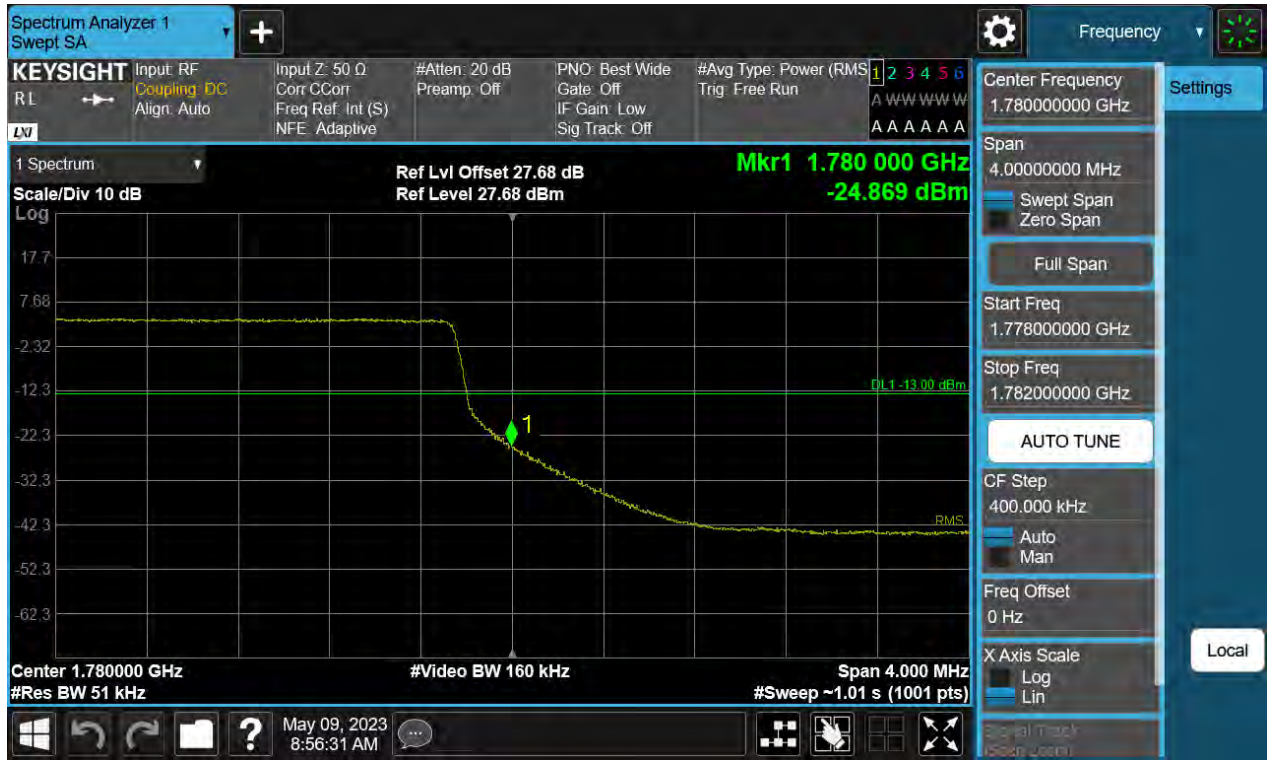 Spectrum Analyzer 1
Swept SA
Frequency
KEYSIGHT
RL
LXI
Input: RF
Coupling: DC
Align: Auto
Input Z: 50 Ω
Corr CCorr
Freq Ref: Int (S)
NFE: Adaptive
#Atten: 20 dB
Preamp: Off
PNO: Best Wide
Gate: Off
IF Gain: Low
Sig Track: Off
#Avg Type: Power (RMS
Trig: Free Run
1 2 3 4 5 6
A W W W W W
A A A A A A
1 Spectrum
Scale/Div 10 dB
Log
Ref Lvl Offset 27.68 dB
Ref Level 27.68 dBm
Mkr1 1.780 000 GHz
-24.869 dBm
17.7
7.68
-2.32
-12.3
-22.3
-32.3
-42.3
-52.3
-62.3
DL1 -13.00 dBm
1
RMS
Center 1.780000 GHz
#Res BW 51 kHz
#Video BW 160 kHz
Span 4.000 MHz
#Sweep ~1.01 s (1001 pts)
Center Frequency
1.780000000 GHz
Settings
Span
4.00000000 MHz
Swept Span
Zero Span
Full Span
Start Freq
1.778000000 GHz
Stop Freq
1.782000000 GHz
AUTO TUNE
CF Step
400.000 kHz
Auto
Man
Freq Offset
0 Hz
X Axis Scale
Log
Lin
Local
Signal Track
(Span Zoom)
?
May 09, 2023
8:56:31 AM